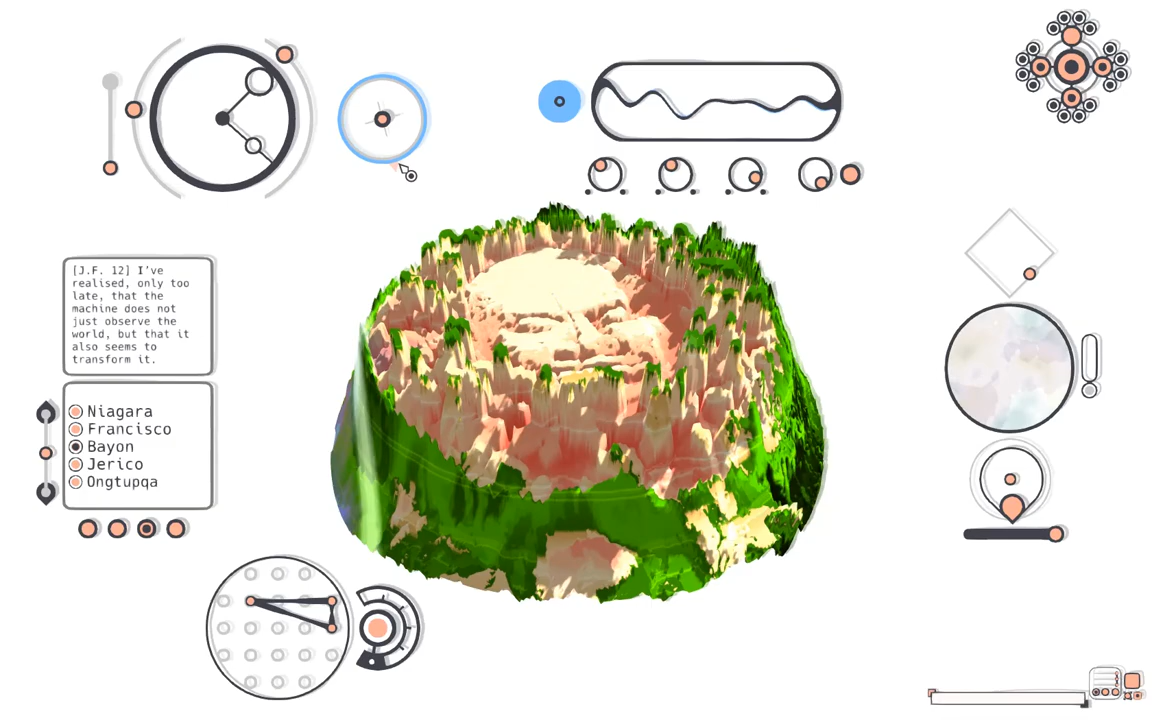 [J.F. 12] I've
realised, only too
late, that the
machine does not
just observe the
world, but that it
also seems to
transform it.
Niagara
Francisco
Bayon
Jerico
Ongtupqa